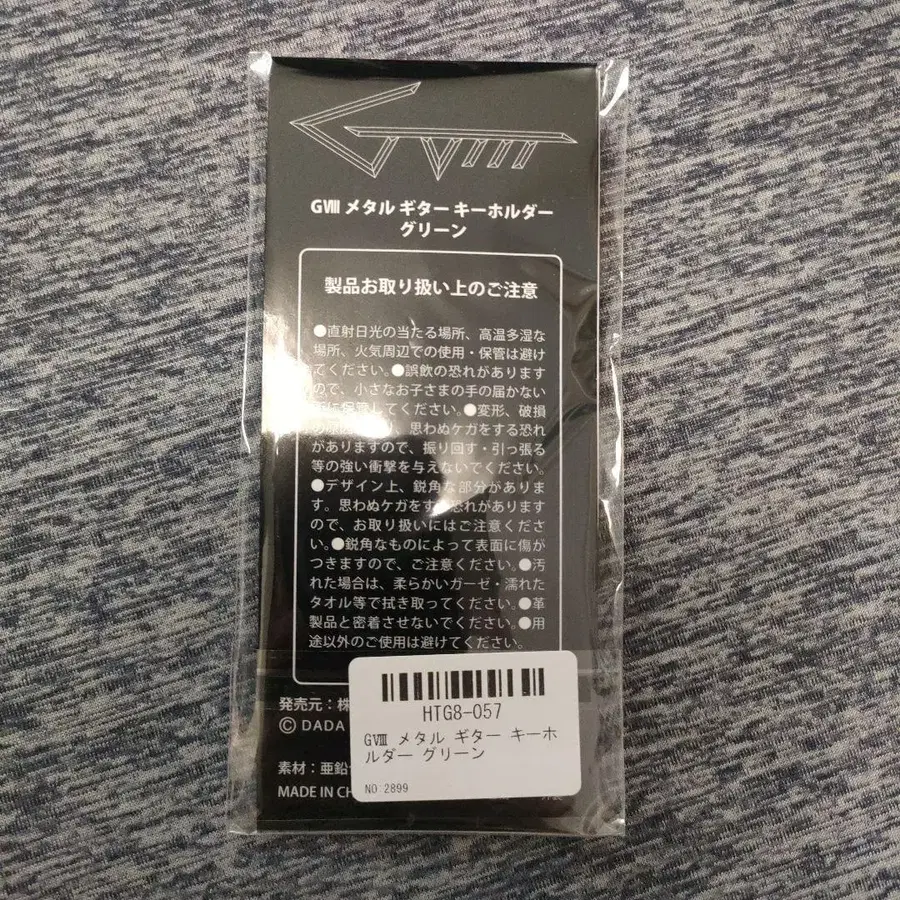 GⅧ
GⅧ メタル ギター キーホルダー
グリーン
製品お取り扱い上のご注意
●直射日光の当たる場所、高温多湿な
場所、火気周辺での使用・保管は避け
てください。●誤飲の恐れがあります
ので、小さなお子さまの手の届かない
に保管してください。●変形、破損
思わぬケガをする恐れ
がありますので、振り回す・引っ張る
等の強い衝撃を与えないでください。
●デザイン上、鋭角な部分がありま
す。思わぬケガをする恐れがあります
ので、お取り扱いにはご注意くださ
い。●鋭角なものによって表面に傷が
つきますので、ご注意ください。●汚
れた場合は、柔らかいガーゼ・濡れた
タオル等で拭き取ってください。●革
製品と密着させないでください。●用
途以外のご使用は避けてください。
発売元：株
© DADA
素材：亜鉛
MADE IN CH
HTG8-057
GⅧ メタル ギター キーホ
ルダー グリーン
NO:2899